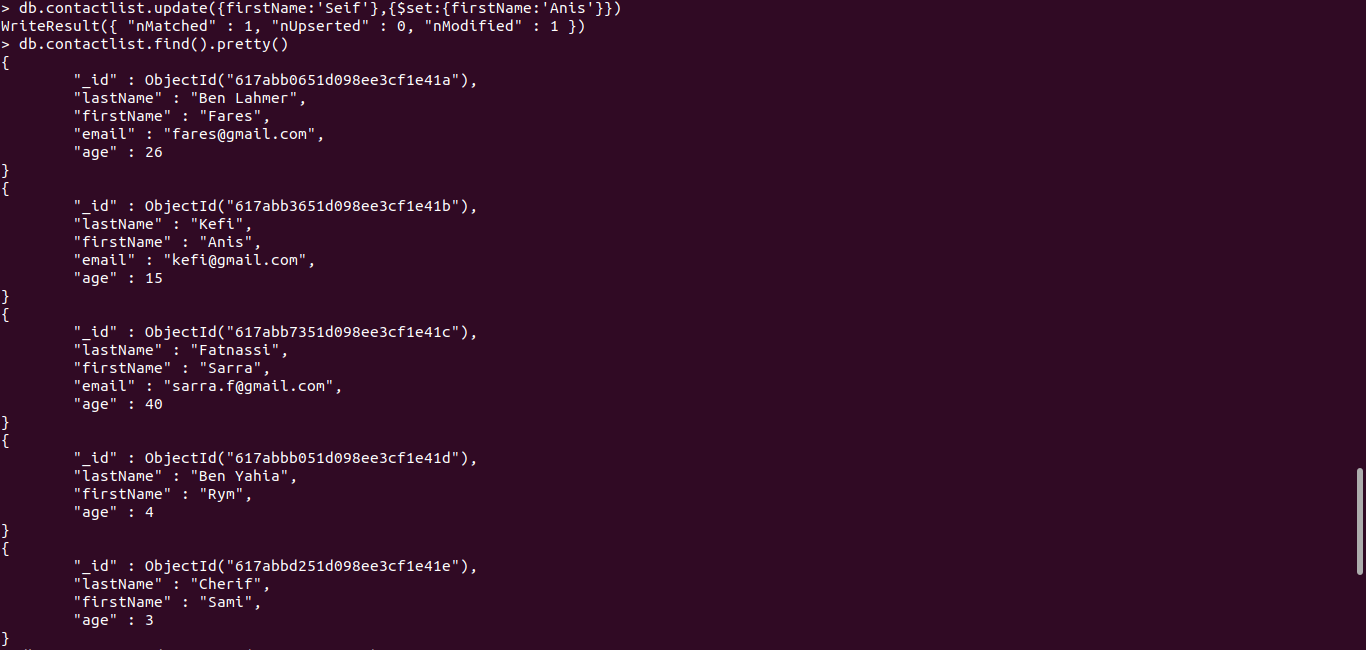 > db.contactlist.update({firstName:'Seif'},{$set:{firstName:'Anis'}})
WriteResult({ "nMatched" : 1, "nUpserted" : 0, "nModified" : 1 })
> db.contactlist.find().pretty()
{
        "_id" : ObjectId("617abb0651d098ee3cf1e41a"),
        "lastName" : "Ben Lahmer",
        "firstName" : "Fares",
        "email" : "fares@gmail.com",
        "age" : 26
}
{
        "_id" : ObjectId("617abb3651d098ee3cf1e41b"),
        "lastName" : "Kefi",
        "firstName" : "Anis",
        "email" : "kefi@gmail.com",
        "age" : 15
}
{
        "_id" : ObjectId("617abb7351d098ee3cf1e41c"),
        "lastName" : "Fatnassi",
        "firstName" : "Sarra",
        "email" : "sarra.f@gmail.com",
        "age" : 40
}
{
        "_id" : ObjectId("617abbb051d098ee3cf1e41d"),
        "lastName" : "Ben Yahia",
        "firstName" : "Rym",
        "age" : 4
}
{
        "_id" : ObjectId("617abbd251d098ee3cf1e41e"),
        "lastName" : "Cherif",
        "firstName" : "Sami",
        "age" : 3
}